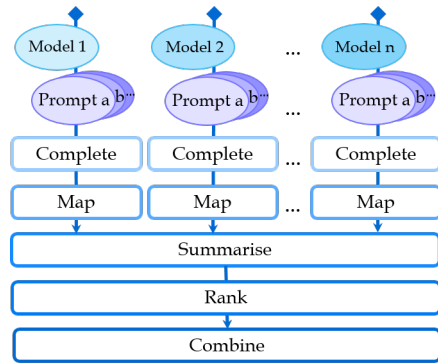 Model 1 Model 2 ... Model n
Prompt a b... Prompt a b... ... Prompt a b...
Complete Complete ... Complete
Map Map ... Map
Summarise
Rank
Combine